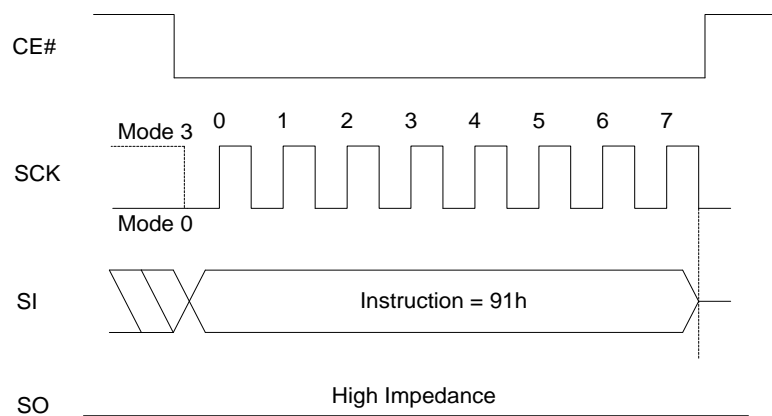 CE#
0 1 2 3 4 5 6 7
Mode 3
SCK
Mode 0
SI
Instruction = 91h
SO
High Impedance